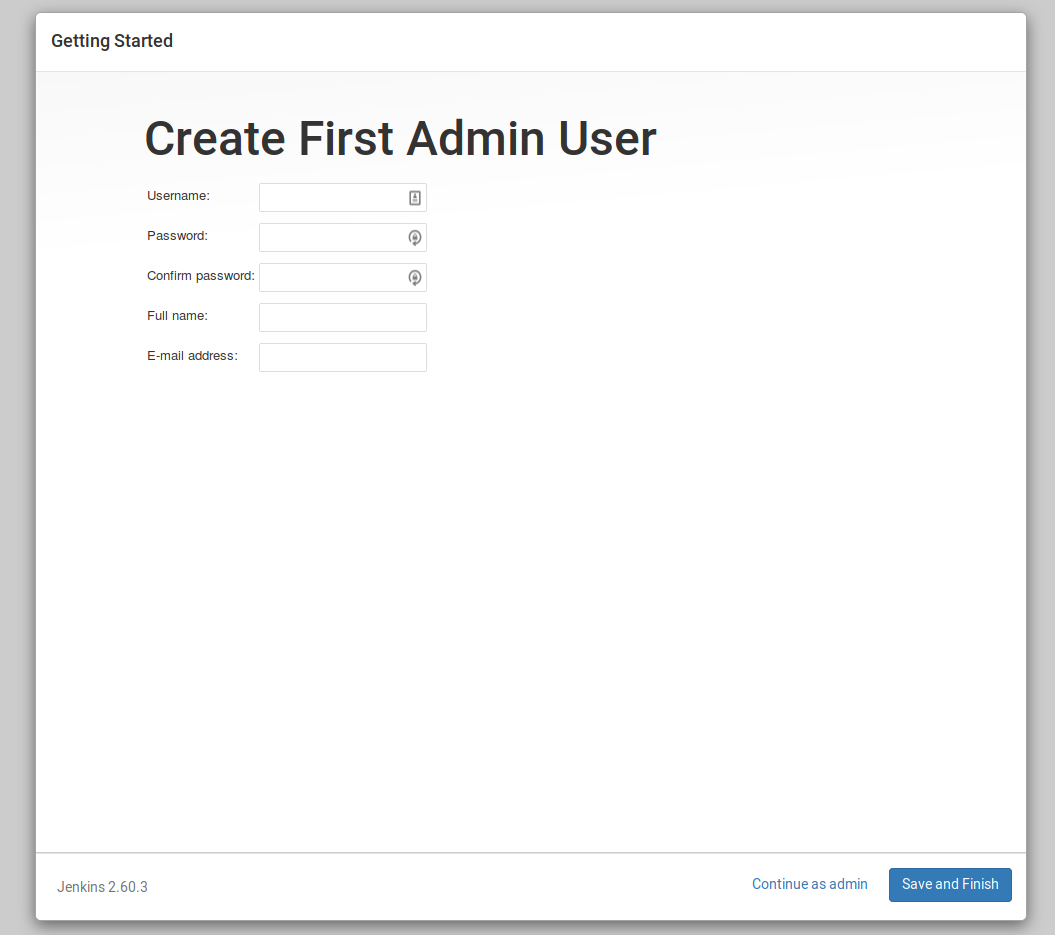 Getting Started
Create First Admin User
Username:
Password:
Confirm password:
Full name:
E-mail address:
Jenkins 2.60.3
Continue as admin
Save and Finish